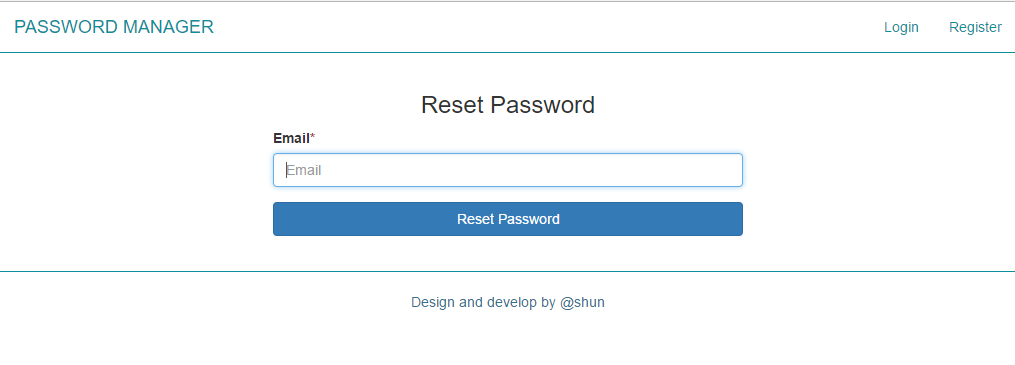 PASSWORD MANAGER Login Register
Reset Password
Email*
Email
Reset Password
Design and develop by @shun